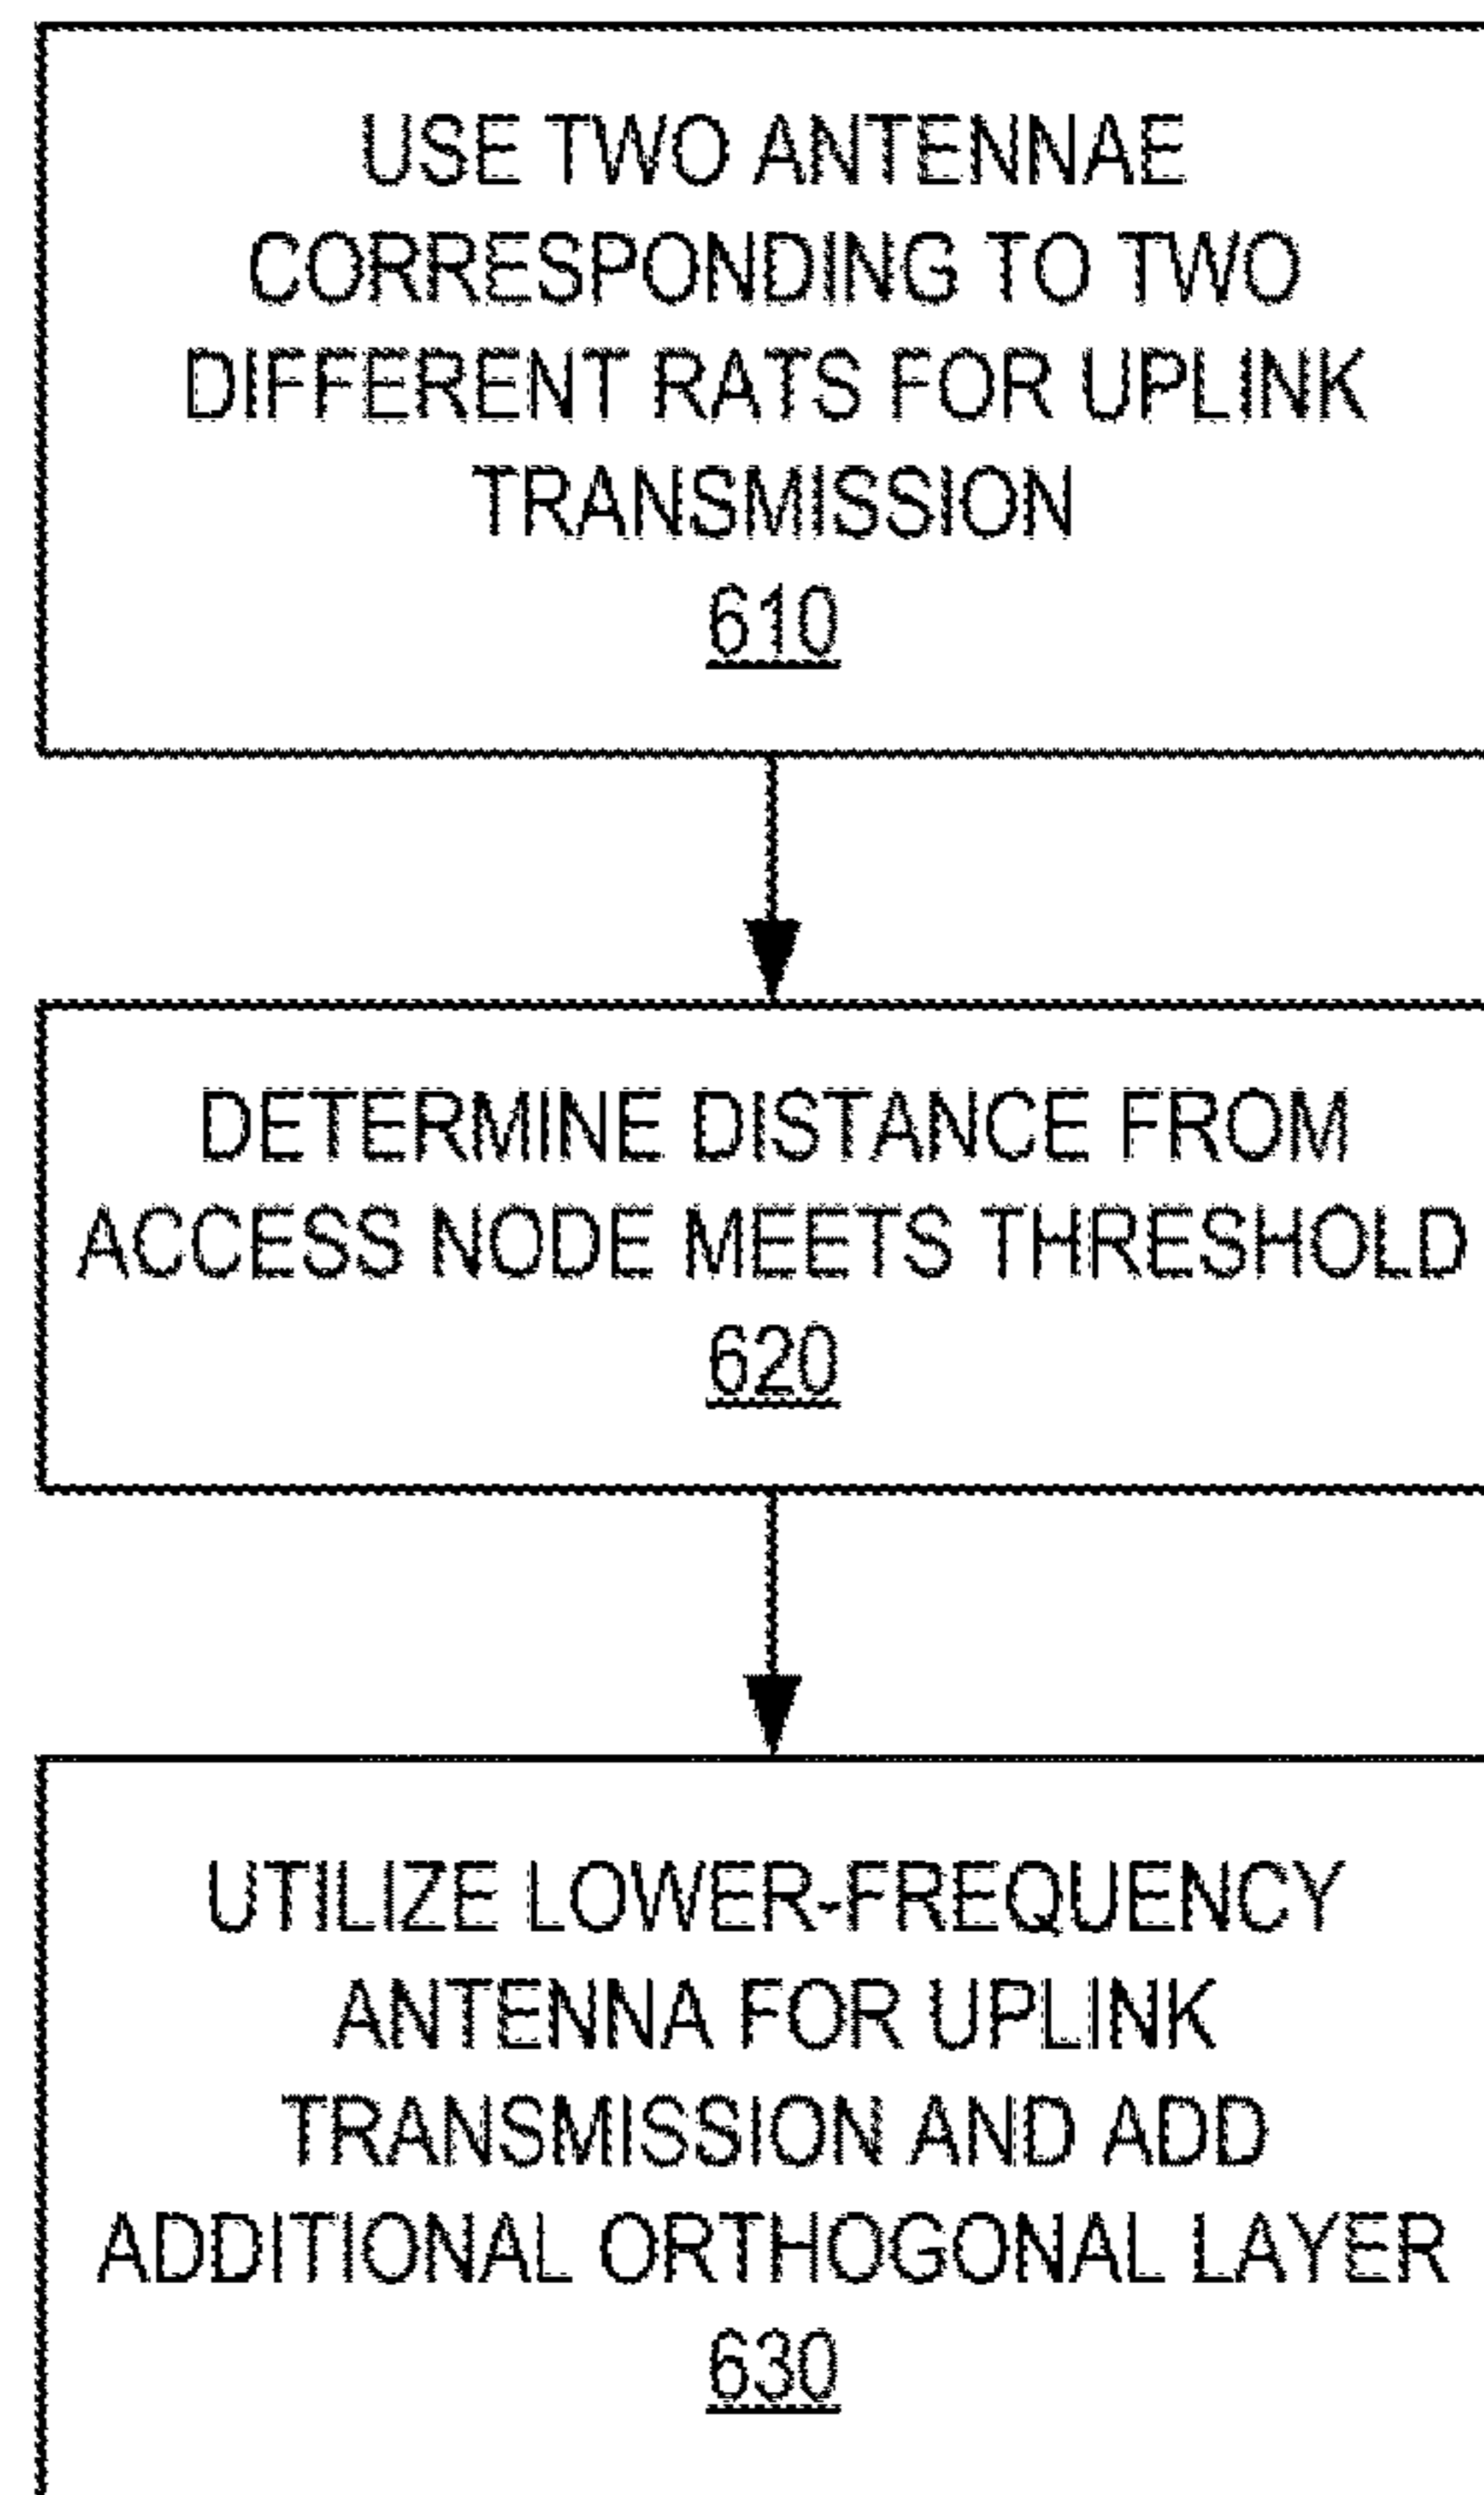 USE TWO ANTENNAE
CORRESPONDING TO TWO
DIFFERENT RATS FOR UPLINK
TRANSMISSION
610
DETERMINE DISTANCE FROM
ACCESS NODE MEETS THRESHOLD
620
UTILIZE LOWER-FREQUENCY
ANTENNA FOR UPLINK
TRANSMISSION AND ADD
ADDITIONAL ORTHOGONAL LAYER
630